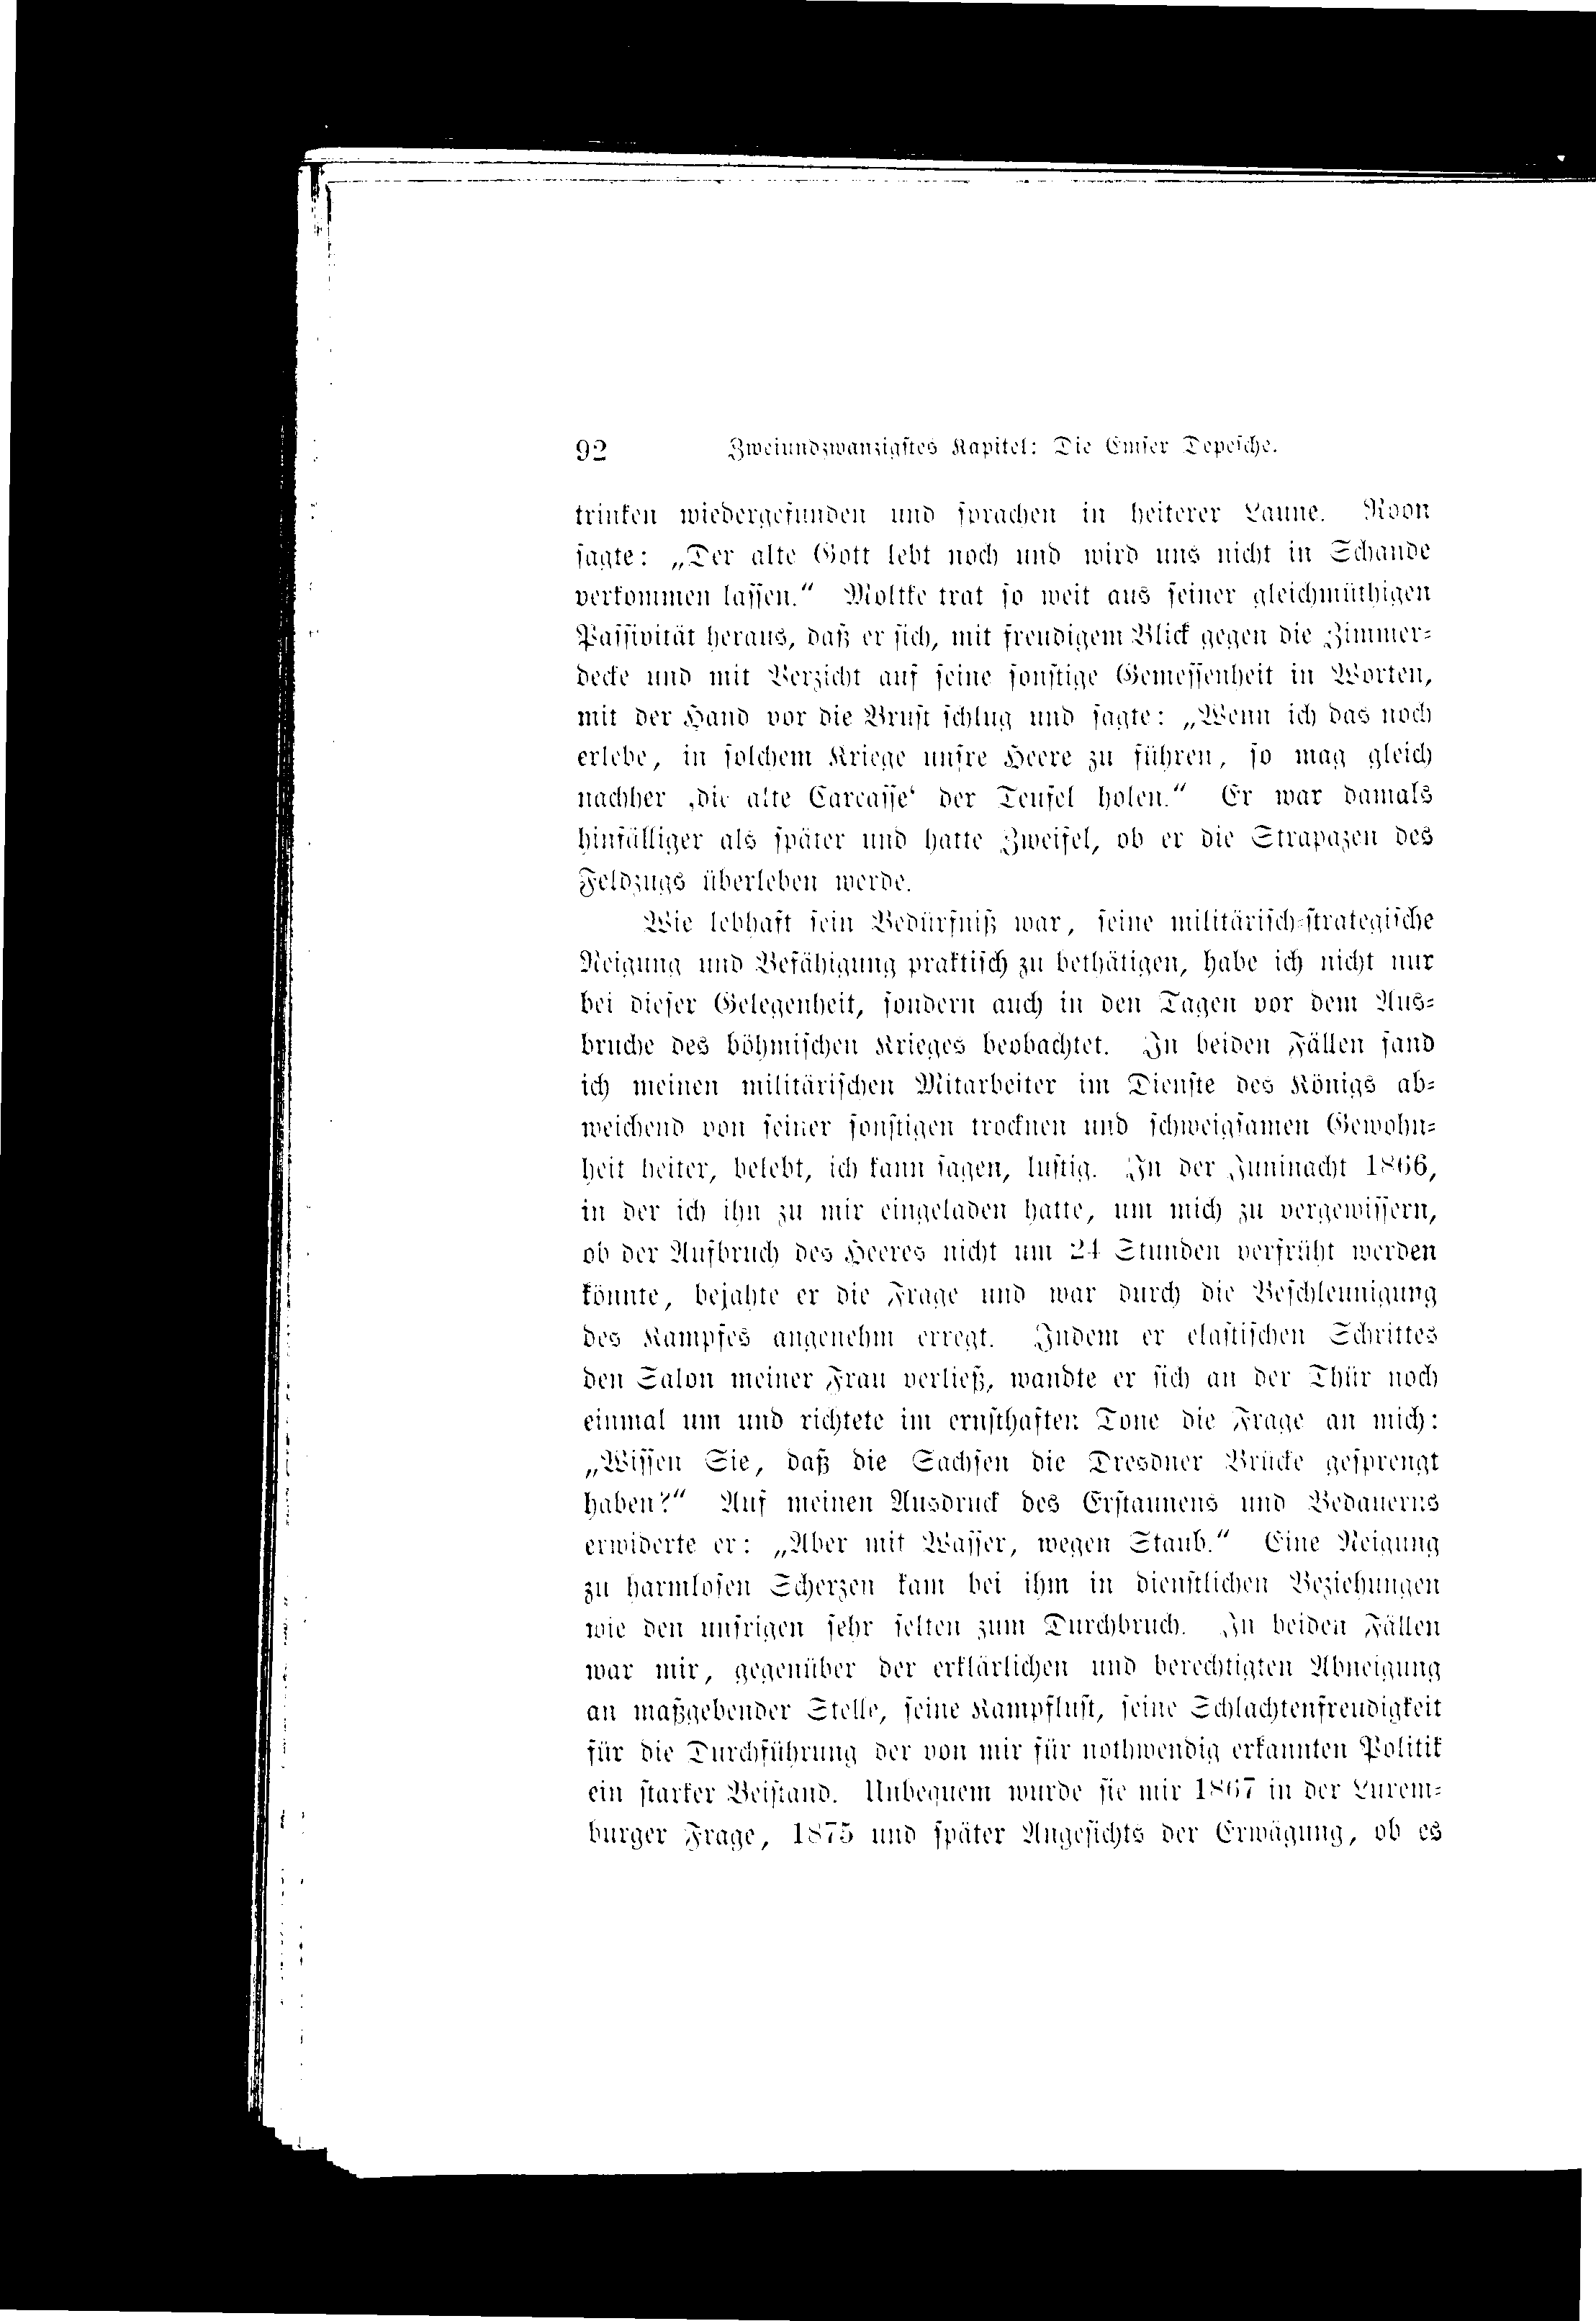 92 Zweiundzwanzigstes Kapitel: Die Emser Depesche.
trinken wiedergefunden und sprachen in heiterer Laune. Roon
sagte: „Der alte Gott lebt noch und wird uns nicht in Schande
verkommen lassen.“ Moltke trat so weit aus seiner gleichmüthigen
Passivität heraus, daß er sich, mit freudigem Blick gegen die Zimmer-
decke und mit Verzicht auf seine sonstige Gemessenheit in Worten,
mit der Hand vor die Brust schlug und sagte: „Wenn ich das noch
erlebe, in solchem Kriege unsre Heere zu führen, so mag gleich
nachher ‚die alte Carcasse‘ der Teufel holen.“ Er war damals
hinfälliger als später und hatte Zweifel, ob er die Strapazen des
Feldzugs überleben werde.
Wie lebhaft sein Bedürfniß war, seine militärisch-strategische
Neigung und Befähigung praktisch zu bethätigen, habe ich nicht nur
bei dieser Gelegenheit, sondern auch in den Tagen vor dem Aus-
bruche des böhmischen Krieges beobachtet. In beiden Fällen fand
ich meinen militärischen Mitarbeiter im Dienste des Königs ab-
weichend von seiner sonstigen trocknen und schweigsamen Gewohn-
heit heiter, belebt, ich kann sagen, lustig. In der Juninacht 1866,
in der ich ihn zu mir eingeladen hatte, um mich zu vergewissern,
ob der Aufbruch des Heeres nicht um 24 Stunden verfrüht werden
könnte, bejahte er die Frage und war durch die Beschleunigung
des Kampfes angenehm erregt. Indem er elastischen Schrittes
den Salon meiner Frau verließ, wandte er sich an der Thür noch
einmal um und richtete im ernsthaften Tone die Frage an mich:
„Wissen Sie, daß die Sachsen die Dresdner Brücke gesprengt
haben?“ Auf meinen Ausdruck des Erstaunens und Bedauerns
erwiderte er: „Aber mit Wasser, wegen Staub.“ Eine Neigung
zu harmlosen Scherzen kam bei ihm in dienstlichen Beziehungen
wie den unsrigen sehr selten zum Durchbruch. In beiden Fällen
war mir, gegenüber der erklärlichen und berechtigten Abneigung
an maßgebender Stelle, seine Kampflust, seine Schlachtenfreudigkeit
für die Durchführung der von mir für nothwendig erkannten Politik
ein starker Beistand. Unbequem wurde sie mir 1867 in der Luxem-
burger Frage, 1875 und später Angesichts der Erwägung, ob es